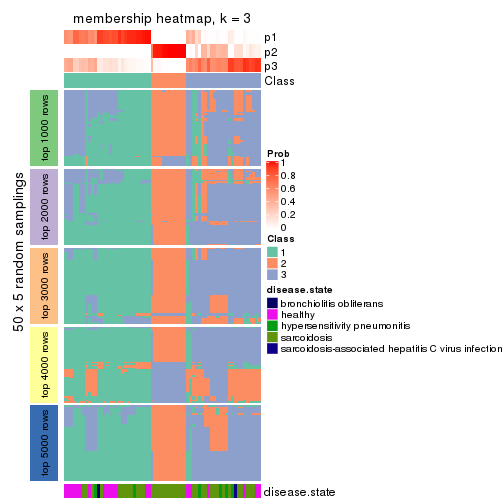 membership heatmap, k = 3
p1
p2
p3
Class
50 x 5 random samplings
top 1000 rows
top 2000 rows
top 3000 rows
top 4000 rows
top 5000 rows
disease.state
Prob
1
0.8
0.6
0.4
0.2
0
Class
1
2
3
disease.state
bronchiolitis obliterans
healthy
hypersensitivity pneumonitis
sarcoidosis
sarcoidosis-associated hepatitis C virus infection